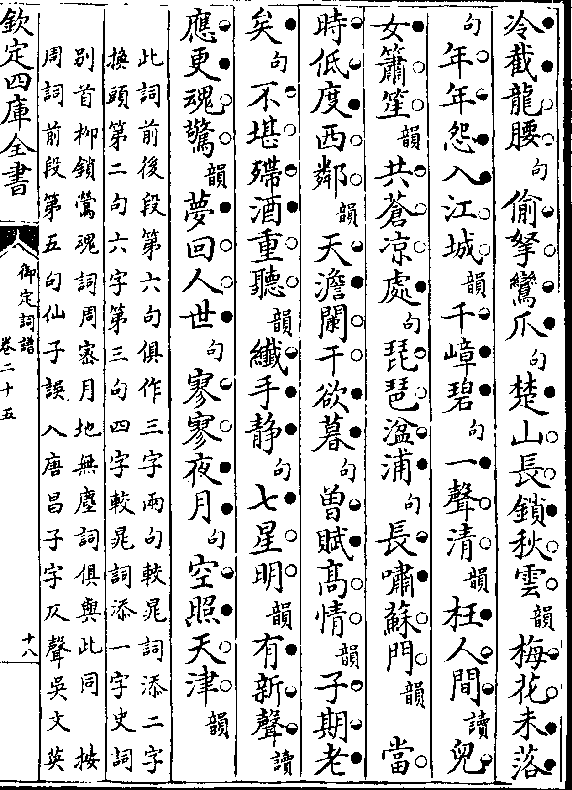 冷截龍腰句偷拏鸞爪句楚山長鎖秋雲韻梅花未落
句年年怨入江城韻千嶂碧句一聲清韻枉人間讀兒
女簫笙韻共蒼凉處句琵琶湓浦句長嘯蘇門韻　當
時低度西鄰韻天澹闌干欲暮句曾賦髙情韻子期老
矣句不堪殢酒重聽韻纎手静句七星明韻有新聲讀
應更魂驚韻夢回人世句寥寥夜月句空照天津韻
此詞前後段第六句俱作三字兩句較晁詞添二字
換頭第二句六字第三句四字較晁詞添一字史詞
别首栁鎖鶯魂詞周宻月地無塵詞俱與此同　按
周詞前段第五句仙子誤入唐昌子字仄聲吳文英
欽定四庫全書
御定詞譜
卷二十五
十八